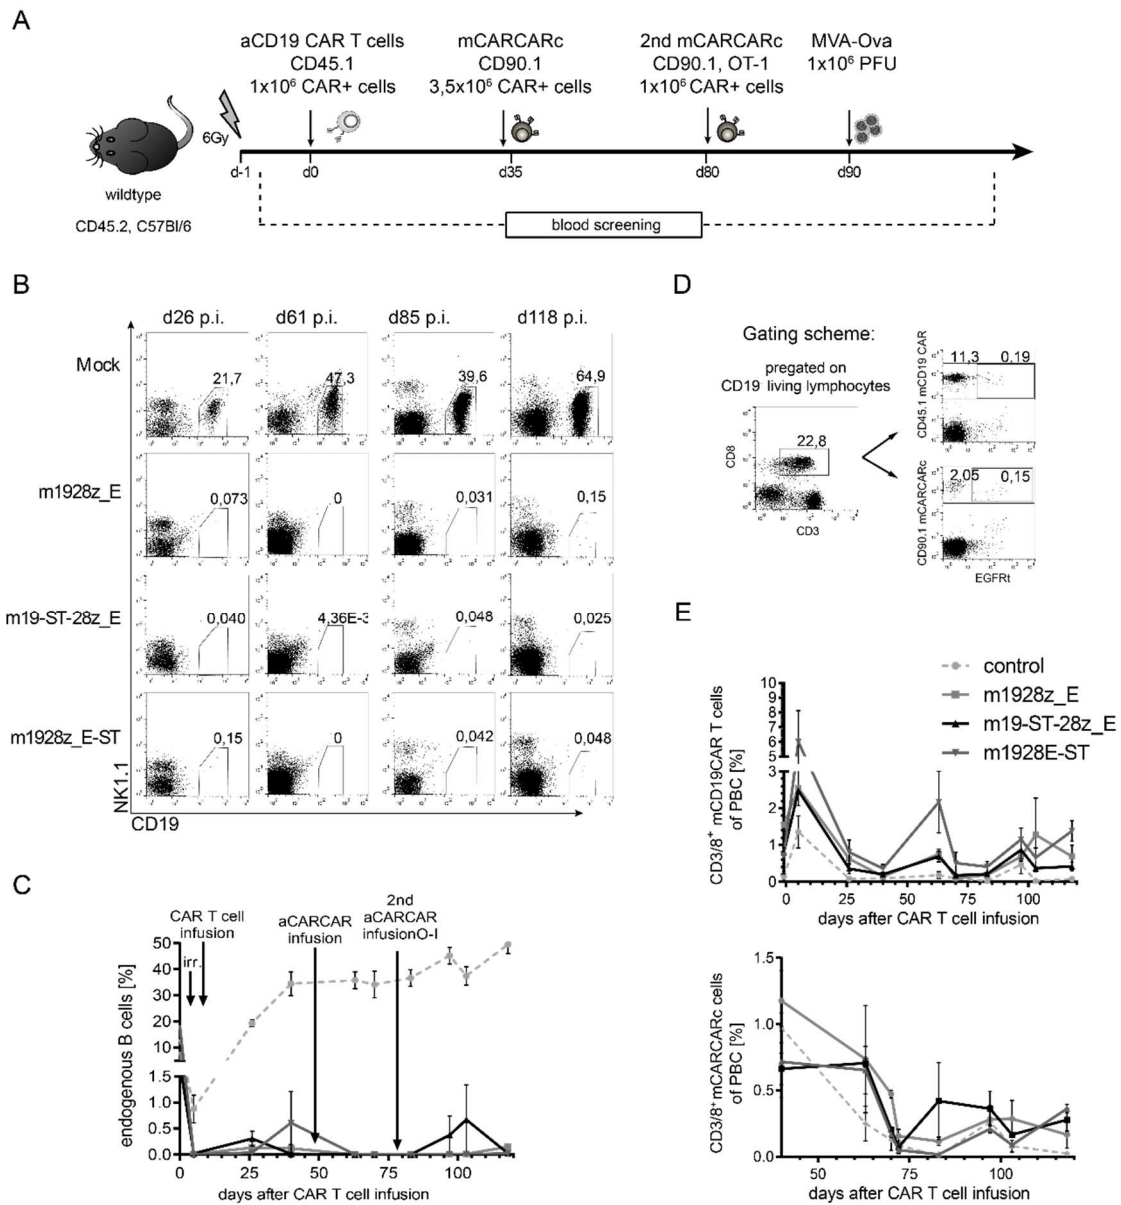 A
aCD19 CAR T cells
CD45.1
1x10⁶ CAR+ cells
mCARCARc
CD90.1
3,5x10⁶ CAR+ cells
2nd mCARCARc
CD90.1, OT-1
1x10⁶ CAR+ cells
MVA-Ova
1x10⁶ PFU
6Gy
d-1
d0
d35
d80
d90
wildtype
CD45.2, C57Bl/6
blood screening
B
d26 p.i.
d61 p.i.
d85 p.i.
d118 p.i.
Mock
21,7
47,3
39,6
64,9
m1928z_E
0,073
0
0,031
0,15
m19-ST-28z_E
0,040
4,36E-3
0,048
0,025
m1928z_E-ST
0,15
0
0,042
0,048
NK1.1
CD19
C
CAR T cell
infusion
irr.
aCARCAR
infusion
2nd
aCARCAR
infusionO-I
endogenous B cells [%]
50
40
30
20
10
1.5
1.0
0.5
0.0
0
50
100
days after CAR T cell infusion
D
Gating scheme:
pregated on
CD19⁻ living lymphocytes
CD8
22,8
CD3
CD45.1 mCD19 CAR
11,3
0,19
CD90.1 mCARCARc
2,05
0,15
EGFRt
E
control
m1928z_E
m19-ST-28z_E
m1928E-ST
CD3/8⁺ mCD19CAR T cells
of PBC [%]
10
9
8
7
6
5
3
2
1
0
0
25
50
75
100
days after CAR T cell infusion
CD3/8⁺mCARCARc cells
of PBC [%]
1.5
1.0
0.5
0.0
50
75
100
days after CAR T cell infusion